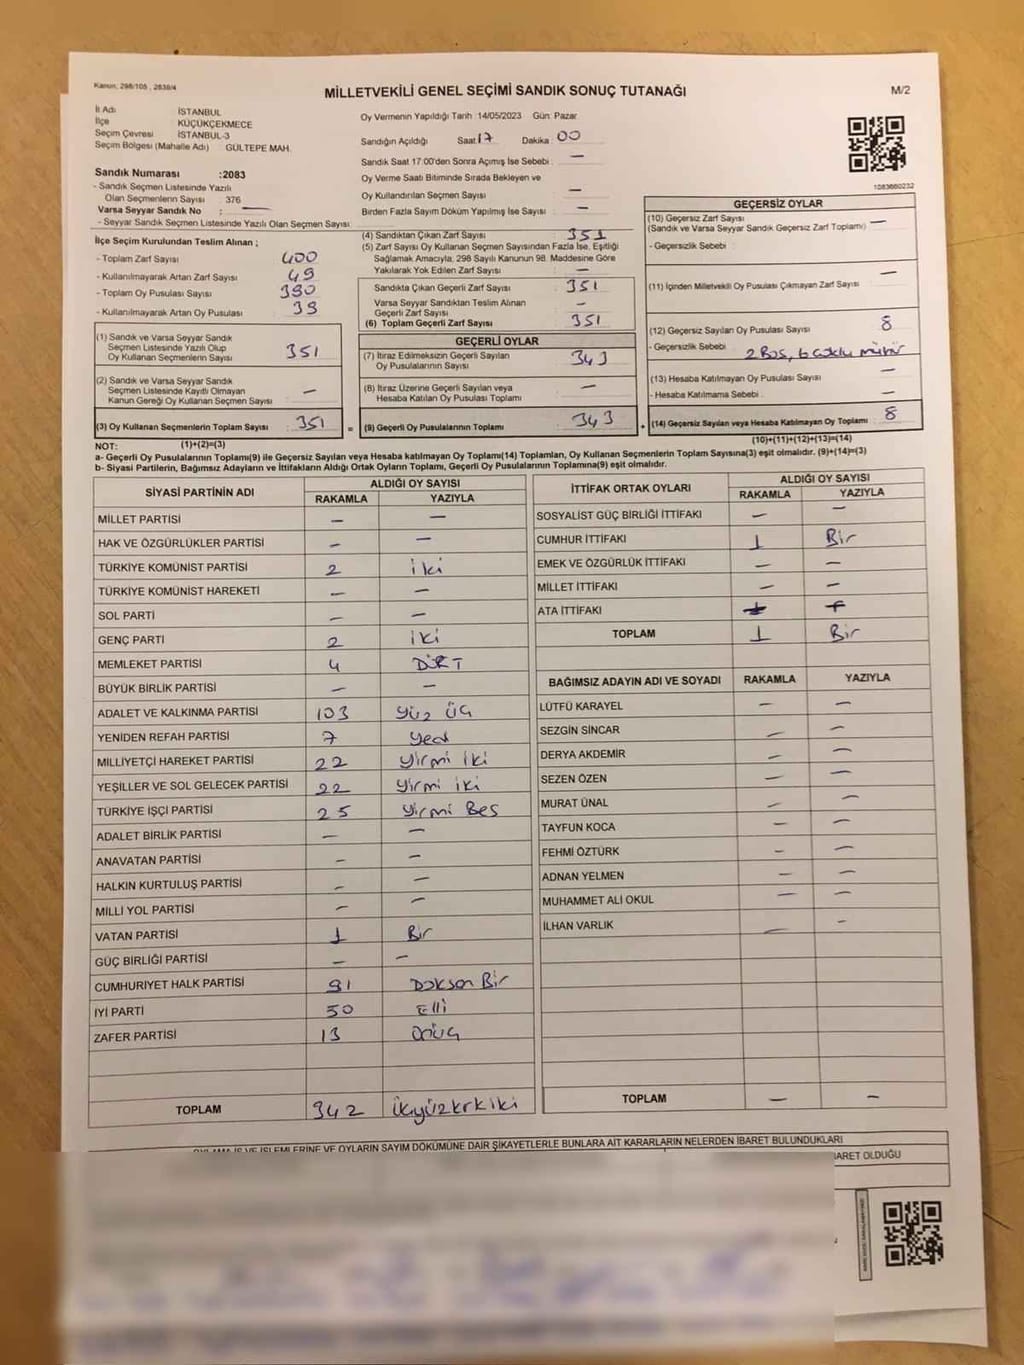 Kanun; 298/105 , 2839/4
MİLLETVEKİLİ GENEL SEÇİMİ SANDIK SONUÇ TUTANAĞI
M/2
İl Adı İSTANBUL
İlçe KÜÇÜKÇEKMECE
Seçim Çevresi İSTANBUL-3
Seçim Bölgesi (Mahalle Adı) GÜLTEPE MAH.
Sandık Numarası :2083
- Sandık Seçmen Listesinde Yazılı
Olan Seçmenlerin Sayısı : 376
Varsa Seyyar Sandık No : —
- Seyyar Sandık Seçmen Listesinde Yazılı Olan Seçmen Sayısı
Oy Vermenin Yapıldığı Tarih :14/05/2023 Gün: Pazar
Sandığın Açıldığı Saat 17 Dakika : 00
Sandık Saat 17:00'den Sonra Açımış İse Sebebi : —
Oy Verme Saati Bitiminde Sırada Bekleyen ve
Oy Kullandırılan Seçmen Sayısı —
Birden Fazla Sayım Döküm Yapılmış İse Sayısı —
1083660232
İlçe Seçim Kurulundan Teslim Alınan ;
- Toplam Zarf Sayısı : 400
- Kullanılmayarak Artan Zarf Sayısı : 49
- Toplam Oy Pusulası Sayısı : 390
- Kullanılmayarak Artan Oy Pusulası : 39
(1) Sandık ve Varsa Seyyar Sandık
Seçmen Listesinde Yazılı Olup
Oy Kullanan Seçmenlerin Sayısı : 351
(2) Sandık ve Varsa Seyyar Sandık
Seçmen Listesinde Kayıtlı Olmayan
Kanun Gereği Oy Kullanan Seçmen Sayısı : —
(3) Oy Kullanan Seçmenlerin Toplam Sayısı : 351
(4) Sandıktan Çıkan Zarf Sayısı : 351
(5) Zarf Sayısı Oy Kullanan Seçmen Sayısından Fazla İse, Eşitliği
Sağlamak Amacıyla; 298 Sayılı Kanunun 98. Maddesine Göre
Yakılarak Yok Edilen Zarf Sayısı : —
Sandıkta Çıkan Geçerli Zarf Sayısı : 351
Varsa Seyyar Sandıktan Teslim Alınan
Geçerli Zarf Sayısı : —
(6) Toplam Geçerli Zarf Sayısı : 351
GEÇERLİ OYLAR
(7) İtiraz Edilmeksizin Geçerli Sayılan
Oy Pusulalarının Sayısı : 343
(8) İtiraz Üzerine Geçerli Sayılan veya
Hesaba Katılan Oy Pusulası Toplamı : —
= (9) Geçerli Oy Pusulalarının Toplamı : 343 +
GEÇERSİZ OYLAR
(10) Geçersiz Zarf Sayısı —
(Sandık ve Varsa Seyyar Sandık Geçersiz Zarf Toplamı)
- Geçersizlik Sebebi :
(11) İçinden Milletvekili Oy Pusulası Çıkmayan Zarf Sayısı : —
(12) Geçersiz Sayılan Oy Pusulası Sayısı : 8
- Geçersizlik Sebebi : 2 Boş, 6 çoklu mühür
(13) Hesaba Katılmayan Oy Pusulası Sayısı : —
- Hesaba Katılmama Sebebi : —
(14) Geçersiz Sayılan veya Hesaba Katılmayan Oy Toplamı : 8
NOT: (1)+(2)=(3) (10)+(11)+(12)+(13)=(14)
a- Geçerli Oy Pusulalarının Toplamı(9) ile Geçersiz Sayılan veya Hesaba katılmayan Oy Toplamı(14) Toplamları, Oy Kullanan Seçmenlerin Toplam Sayısına(3) eşit olmalıdır. (9)+(14)=(3)
b- Siyasi Partilerin, Bağımsız Adayların ve İttifakların Aldığı Ortak Oyların Toplamı, Geçerli Oy Pusulalarının Toplamına(9) eşit olmalıdır.
SİYASİ PARTİNİN ADI ALDIĞI OY SAYISI
RAKAMLA YAZIYLA
MİLLET PARTİSİ — —
HAK VE ÖZGÜRLÜKLER PARTİSİ — —
TÜRKİYE KOMÜNİST PARTİSİ 2 iki
TÜRKİYE KOMÜNİST HAREKETİ — —
SOL PARTİ — —
GENÇ PARTİ 2 iki
MEMLEKET PARTİSİ 4 DÖRT
BÜYÜK BİRLİK PARTİSİ — —
ADALET VE KALKINMA PARTİSİ 103 yüz üç
YENİDEN REFAH PARTİSİ 7 yedi
MİLLİYETÇİ HAREKET PARTİSİ 22 yirmi iki
YEŞİLLER VE SOL GELECEK PARTİSİ 22 yirmi iki
TÜRKİYE İŞÇİ PARTİSİ 25 yirmi Beş
ADALET BİRLİK PARTİSİ — —
ANAVATAN PARTİSİ — —
HALKIN KURTULUŞ PARTİSİ — —
MİLLİ YOL PARTİSİ — —
VATAN PARTİSİ 1 Bir
GÜÇ BİRLİĞİ PARTİSİ — —
CUMHURİYET HALK PARTİSİ 91 Doksan Bir
İYİ PARTİ 50 Elli
ZAFER PARTİSİ 13 Onüç
TOPLAM 342 üçyüzkırkiki
İTTİFAK ORTAK OYLARI ALDIĞI OY SAYISI
RAKAMLA YAZIYLA
SOSYALİST GÜÇ BİRLİĞİ İTTİFAKI — —
CUMHUR İTTİFAKI 1 Bir
EMEK VE ÖZGÜRLÜK İTTİFAKI — —
MİLLET İTTİFAKI — —
ATA İTTİFAKI
TOPLAM 1 Bir
BAĞIMSIZ ADAYIN ADI VE SOYADI RAKAMLA YAZIYLA
LÜTFÜ KARAYEL — —
SEZGİN SİNCAR — —
DERYA AKDEMİR — —
SEZEN ÖZEN — —
MURAT ÜNAL — —
TAYFUN KOCA — —
FEHMİ ÖZTÜRK — —
ADNAN YELMEN — —
MUHAMMET ALİ OKUL — —
İLHAN VARLIK — —
TOPLAM — —
İŞLEMLERİNE VE OYLARIN SAYIM DÖKÜMÜNE DAİR ŞİKAYETLERLE BUNLARA AİT KARARLARIN NELERDEN İBARET BULUNDUKLARI
BARET OLDUĞU